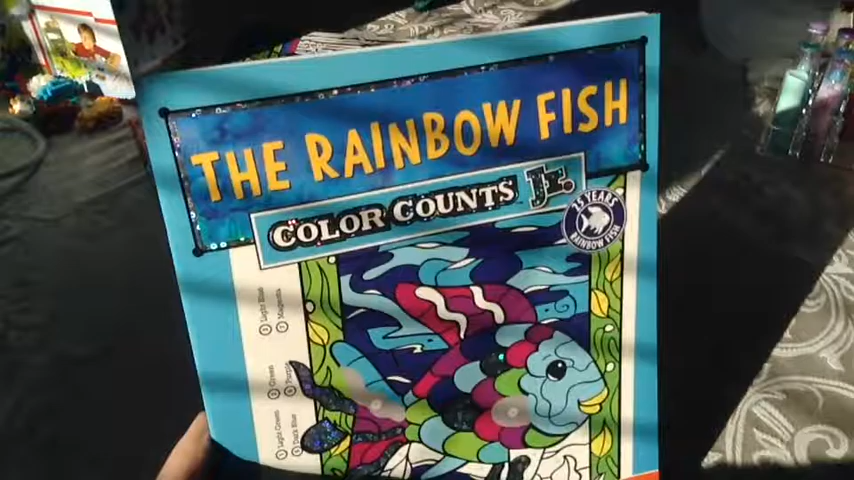 THE RAINBOW FISH
COLOR COUNTS Jr.
25 YEARS
RAINBOW FISH
Light Blue
Magenta
Green
Purple
Light Green
Dark Blue